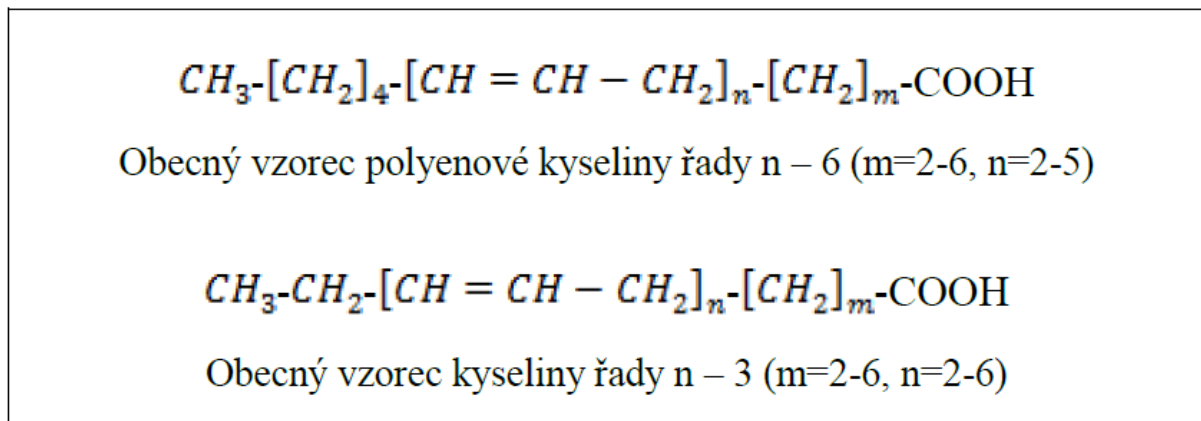 CH₃-[CH₂]₄-[CH = CH − CH₂]ₙ-[CH₂]ₘ-COOH
Obecný vzorec polyenové kyseliny řady n – 6 (m=2-6, n=2-5)
CH₃-CH₂-[CH = CH − CH₂]ₙ-[CH₂]ₘ-COOH
Obecný vzorec kyseliny řady n – 3 (m=2-6, n=2-6)